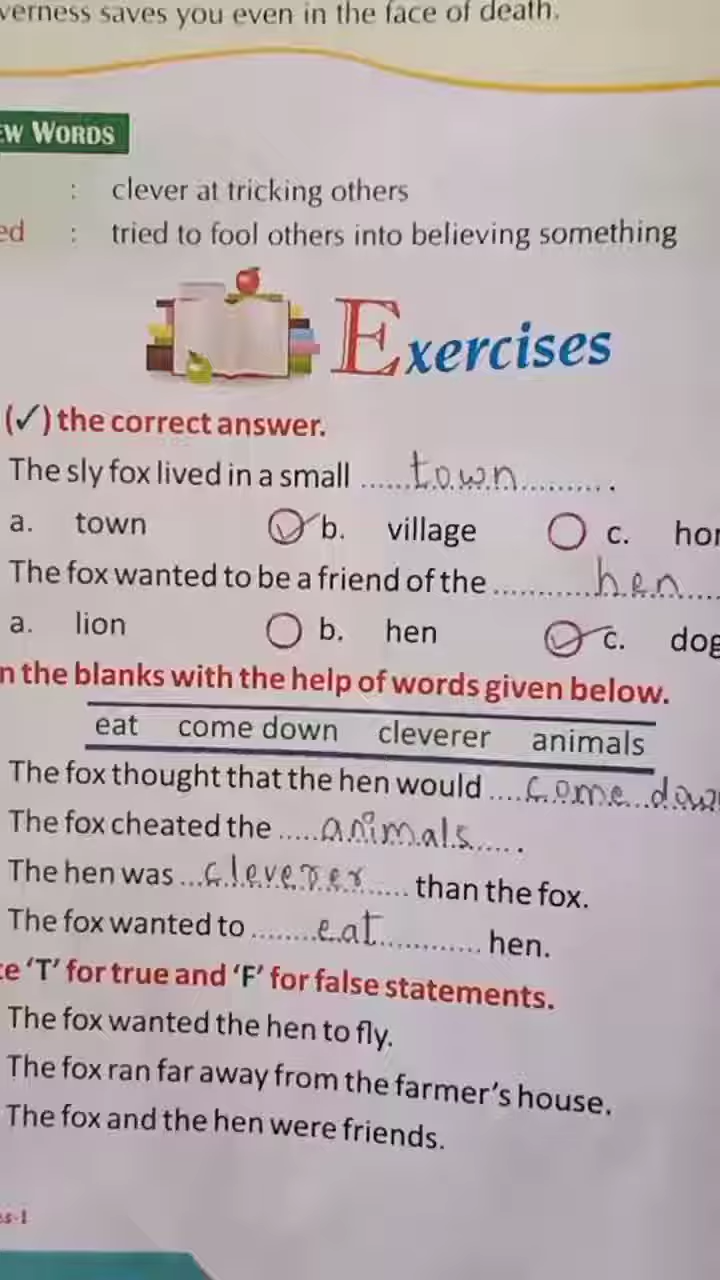 verness saves you even in the face of death.
EW WORDS
: clever at tricking others
ed : tried to fool others into believing something
Exercises
(✓) the correct answer.
The sly fox lived in a small ......town.......... .
a. town b. village c. hor
The fox wanted to be a friend of the ............hen.....
a. lion b. hen c. dog
n the blanks with the help of words given below.
eat come down cleverer animals
The fox thought that the hen would ....come down
The fox cheated the .....animals..... .
The hen was ...cleverer...... than the fox.
The fox wanted to ........eat............. hen.
te 'T' for true and 'F' for false statements.
The fox wanted the hen to fly.
The fox ran far away from the farmer's house.
The fox and the hen were friends.
es-1